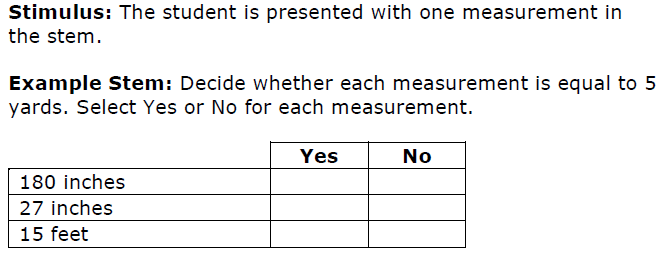 Stimulus: The student is presented with one measurement in
the stem.
Example Stem: Decide whether each measurement is equal to 5
yards. Select Yes or No for each measurement.
Yes No
180 inches
27 inches
15 feet